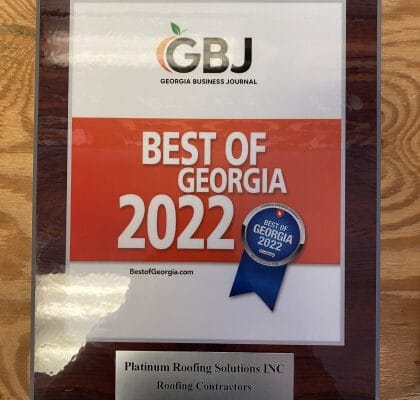 GBJ
GEORGIA BUSINESS JOURNAL
BEST OF
GEORGIA
2022
BEST OF
GEORGIA
2022
BestofGeorgia.com
Platinum Roofing Solutions INC
Roofing Contractors